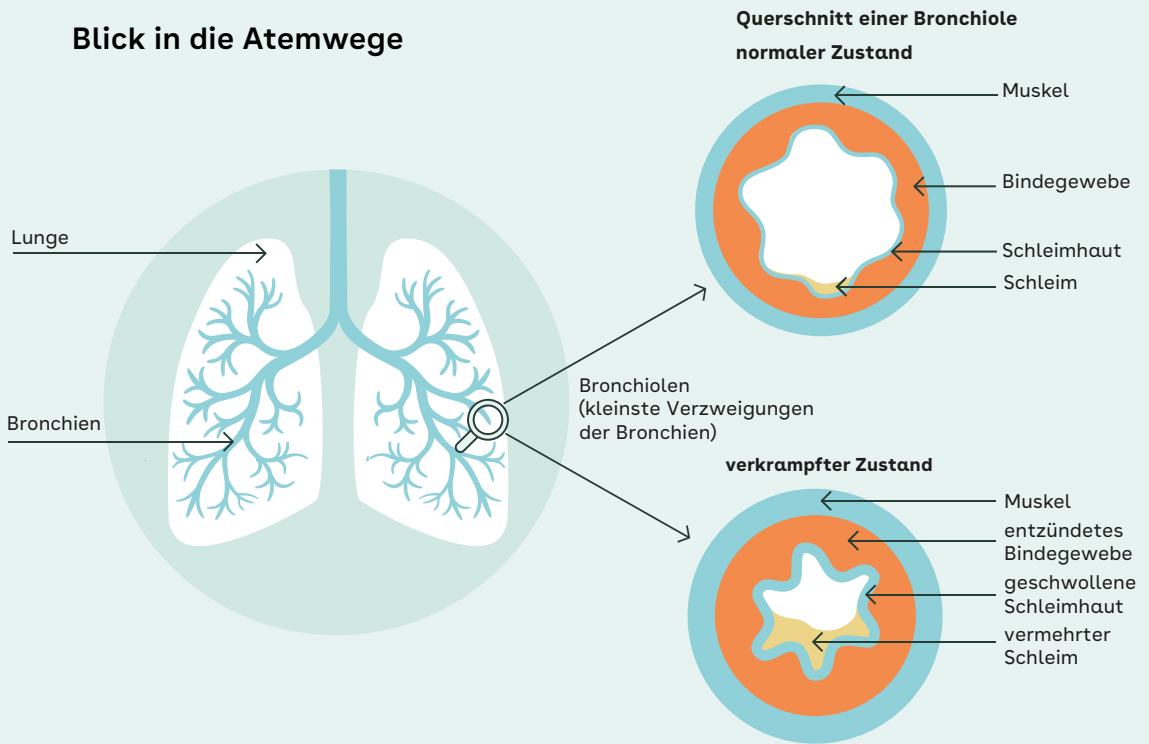 Blick in die Atemwege
Querschnitt einer Bronchiole
normaler Zustand
Muskel
Bindegewebe
Schleimhaut
Schleim
Lunge
Bronchien
Bronchiolen
(kleinste Verzweigungen
der Bronchien)
verkrampfter Zustand
Muskel
entzündetes
Bindegewebe
geschwollene
Schleimhaut
vermehrter
Schleim